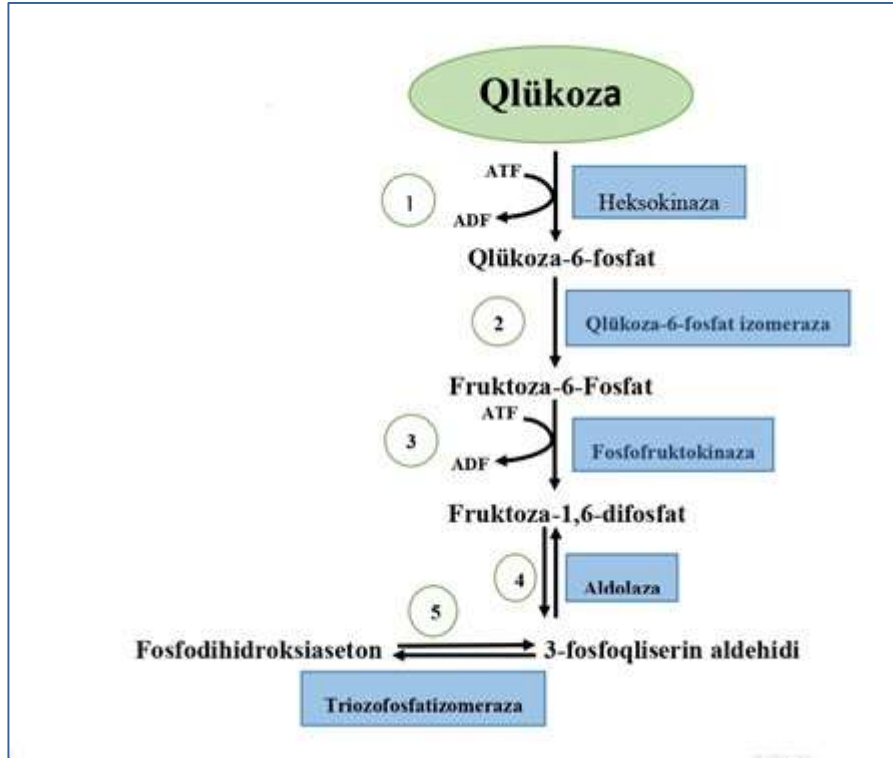 Qlükoza
ATF
1
Heksokinaza
ADF
Qlükoza-6-fosfat
2
Qlükoza-6-fosfat izomeraza
Fruktoza-6-Fosfat
ATF
3
Fosfofruktokinaza
ADF
Fruktoza-1,6-difosfat
4
Aldolaza
5
Fosfodihidroksiaseton
3-fosfoqliserin aldehidi
Triozofosfatizomeraza